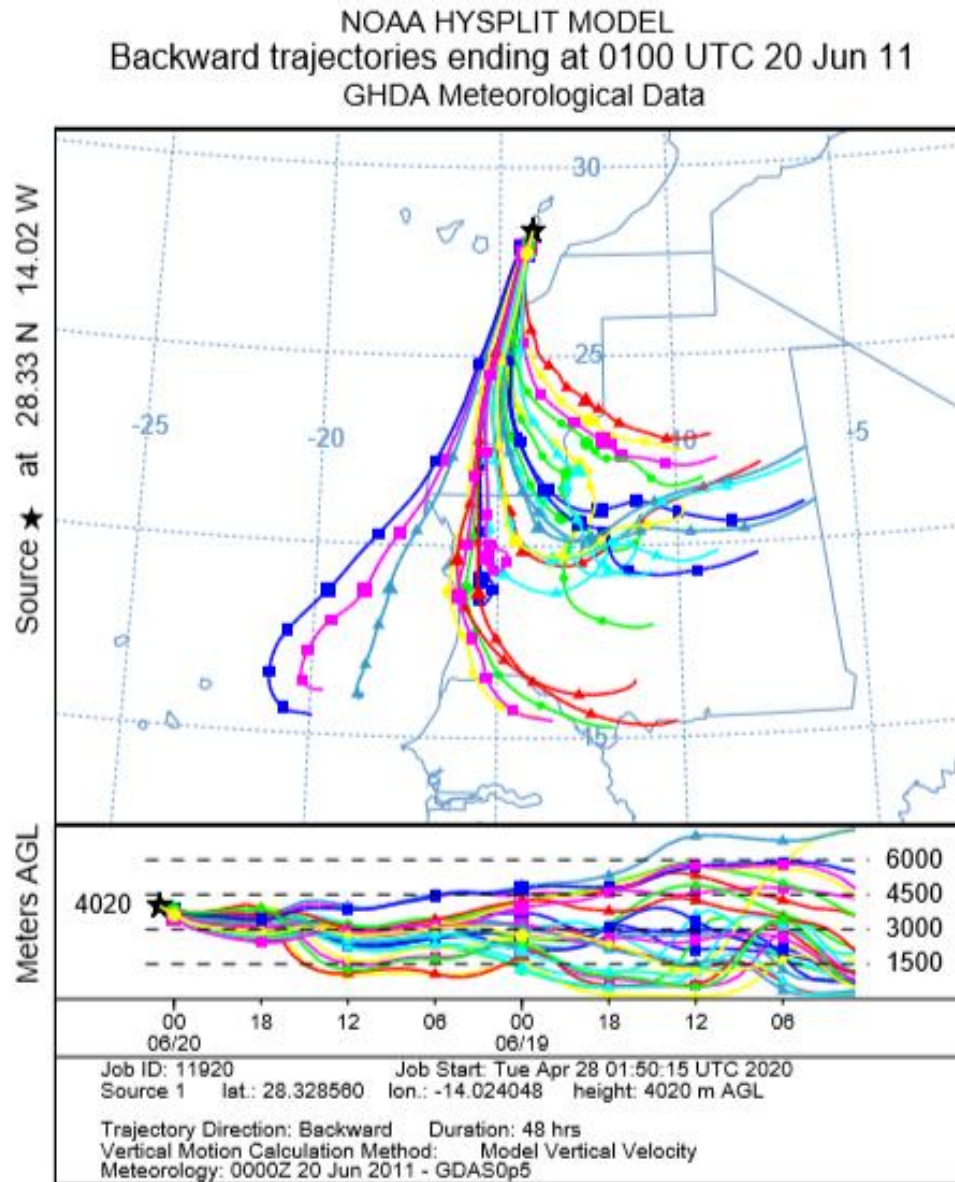 NOAA HYSPLIT MODEL
Backward trajectories ending at 0100 UTC 20 Jun 11
GHDA Meteorological Data
Source ★ at 28.33 N 14.02 W
30
25
-25
-20
-10
-5
15
Meters AGL
4020
6000
4500
3000
1500
00 18 12 06 00 18 12 06
06/20 06/19
Job ID: 11920 Job Start: Tue Apr 28 01:50:15 UTC 2020
Source 1 lat.: 28.328560 lon.: -14.024048 height: 4020 m AGL
Trajectory Direction: Backward Duration: 48 hrs
Vertical Motion Calculation Method: Model Vertical Velocity
Meteorology: 0000Z 20 Jun 2011 - GDAS0p5